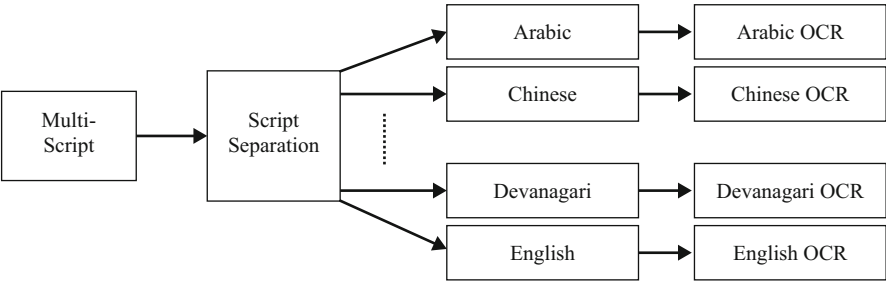 Multi-
Script
Script
Separation
Arabic
Arabic OCR
Chinese
Chinese OCR
Devanagari
Devanagari OCR
English
English OCR